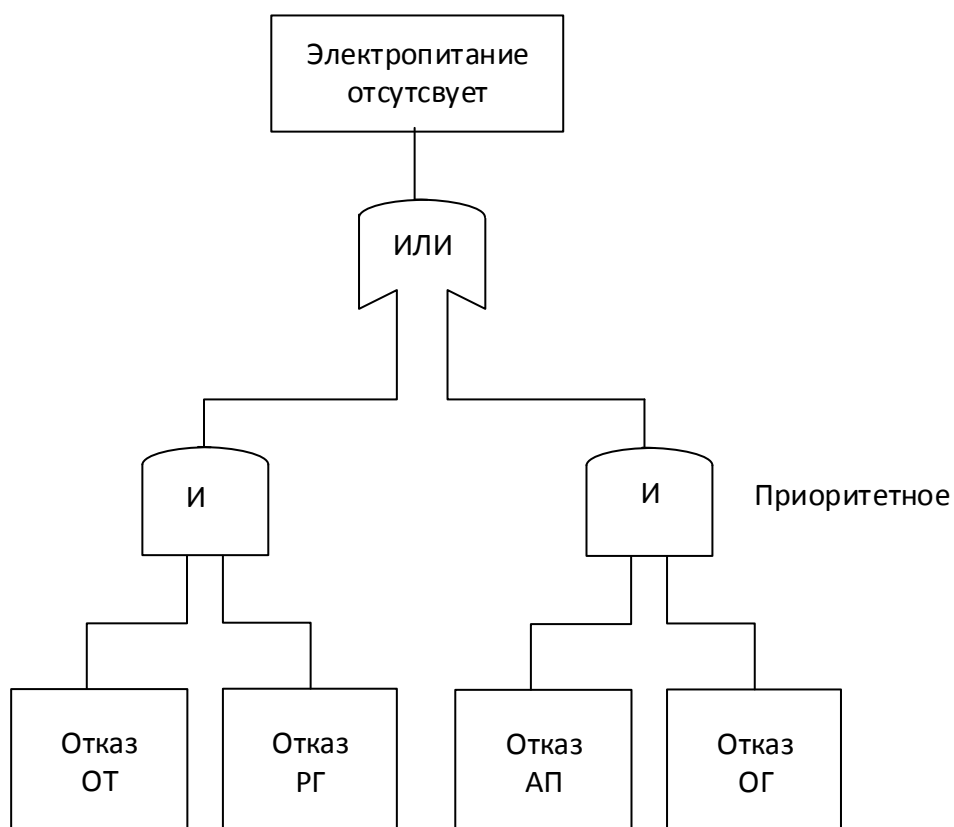 Электропитание
отсутсвует
ИЛИ
И
И
Приоритетное
Отказ
ОТ
Отказ
РГ
Отказ
АП
Отказ
ОГ